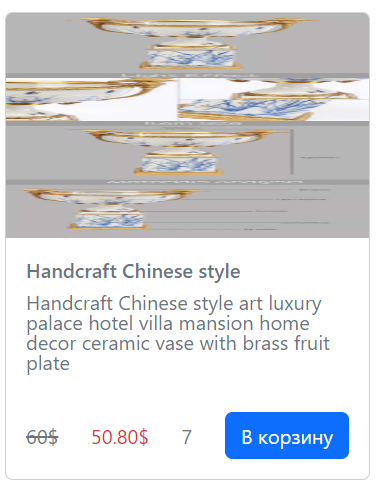 Handcraft Chinese style
Handcraft Chinese style art luxury
palace hotel villa mansion home
decor ceramic vase with brass fruit
plate
60$ 50.80$ 7 В корзину